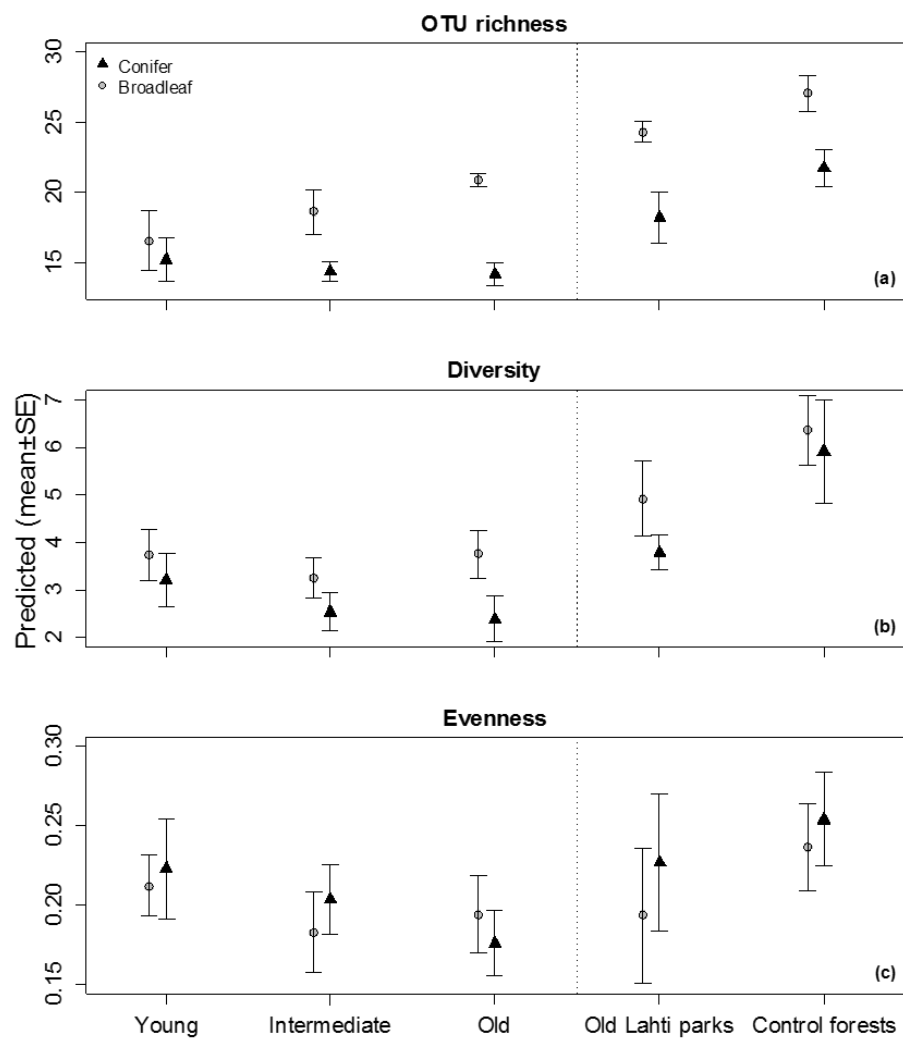 OTU richness
30
25
20
15
Conifer
Broadleaf
(a)
Diversity
7
6
5
4
3
2
Predicted (mean±SE)
(b)
Evenness
0.30
0.25
0.20
0.15
(c)
Young Intermediate Old Old Lahti parks Control forests